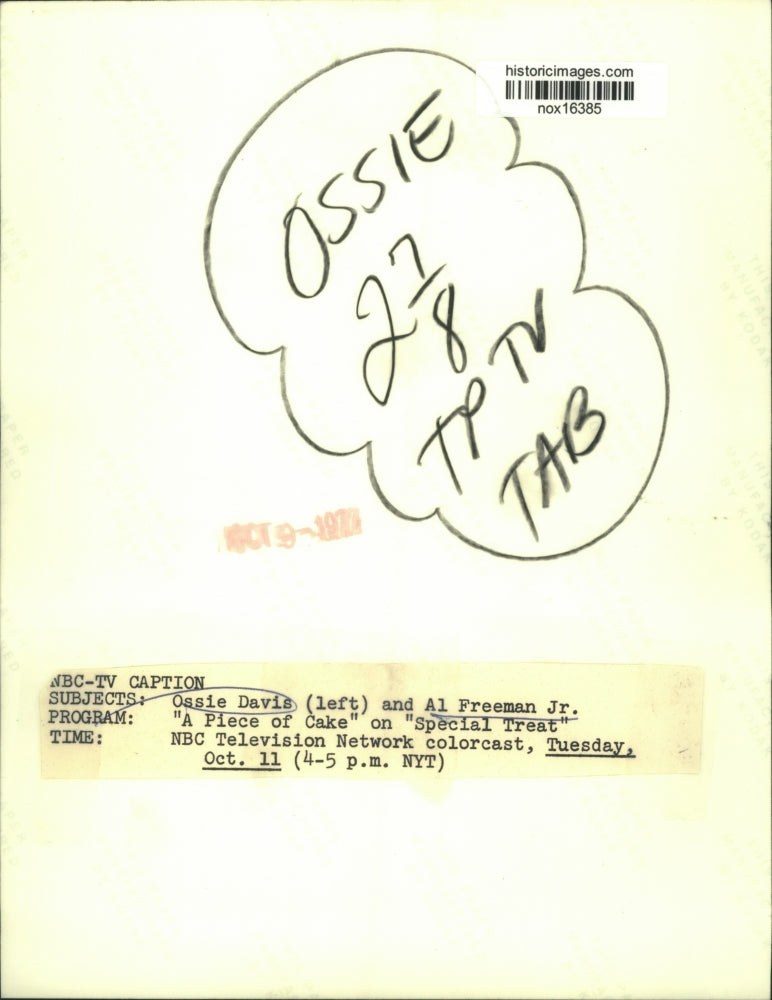 historicimages.com
nox16385
OSSIE
2 7/8
TP TV
TAB
OCT 9-1977
NBC-TV CAPTION
SUBJECTS: Ossie Davis (left) and Al Freeman Jr.
PROGRAM: "A Piece of Cake" on "Special Treat"
TIME: NBC Television Network colorcast, Tuesday,
Oct. 11 (4-5 p.m. NYT)